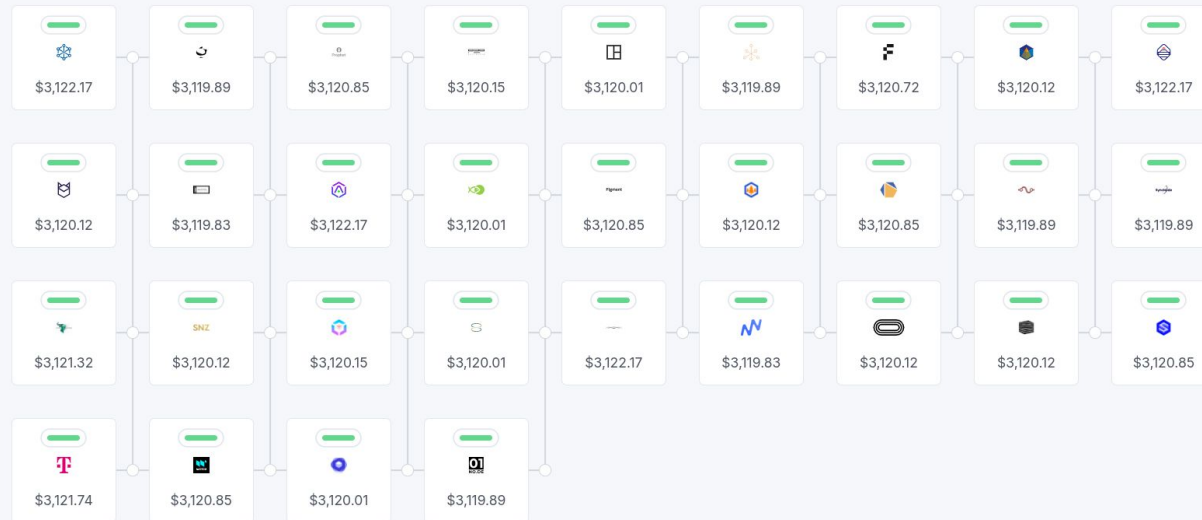 $3,122.17 $3,119.89 $3,120.85 $3,120.15 $3,120.01 $3,119.89 $3,120.72 $3,120.12 $3,122.17
Figment
$3,120.12 $3,119.83 $3,122.17 $3,120.01 $3,120.85 $3,120.12 $3,120.85 $3,119.89 $3,119.89
SNZ
$3,121.32 $3,120.12 $3,120.15 $3,120.01 $3,122.17 $3,119.83 $3,120.12 $3,120.12 $3,120.85
T 01
$3,121.74 $3,120.85 $3,120.01 $3,119.89